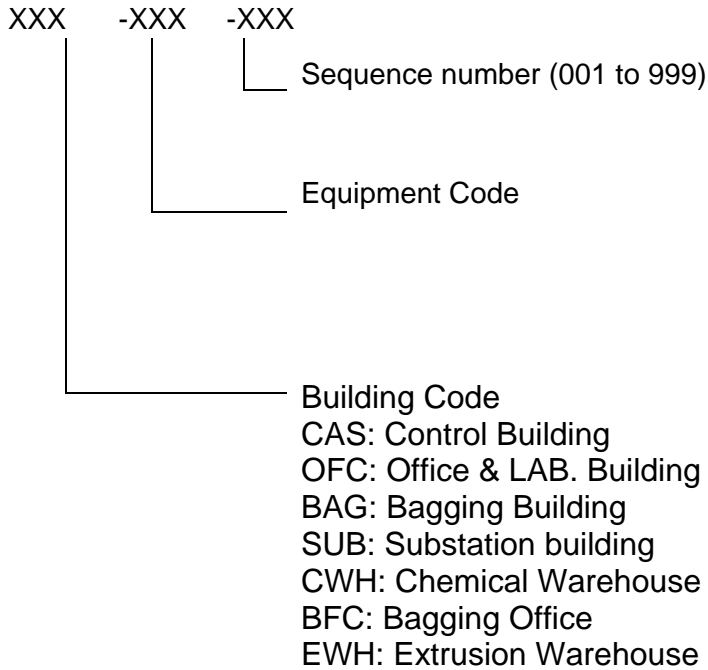 XXX -XXX -XXX
Sequence number (001 to 999)
Equipment Code
Building Code
CAS: Control Building
OFC: Office & LAB. Building
BAG: Bagging Building
SUB: Substation building
CWH: Chemical Warehouse
BFC: Bagging Office
EWH: Extrusion Warehouse